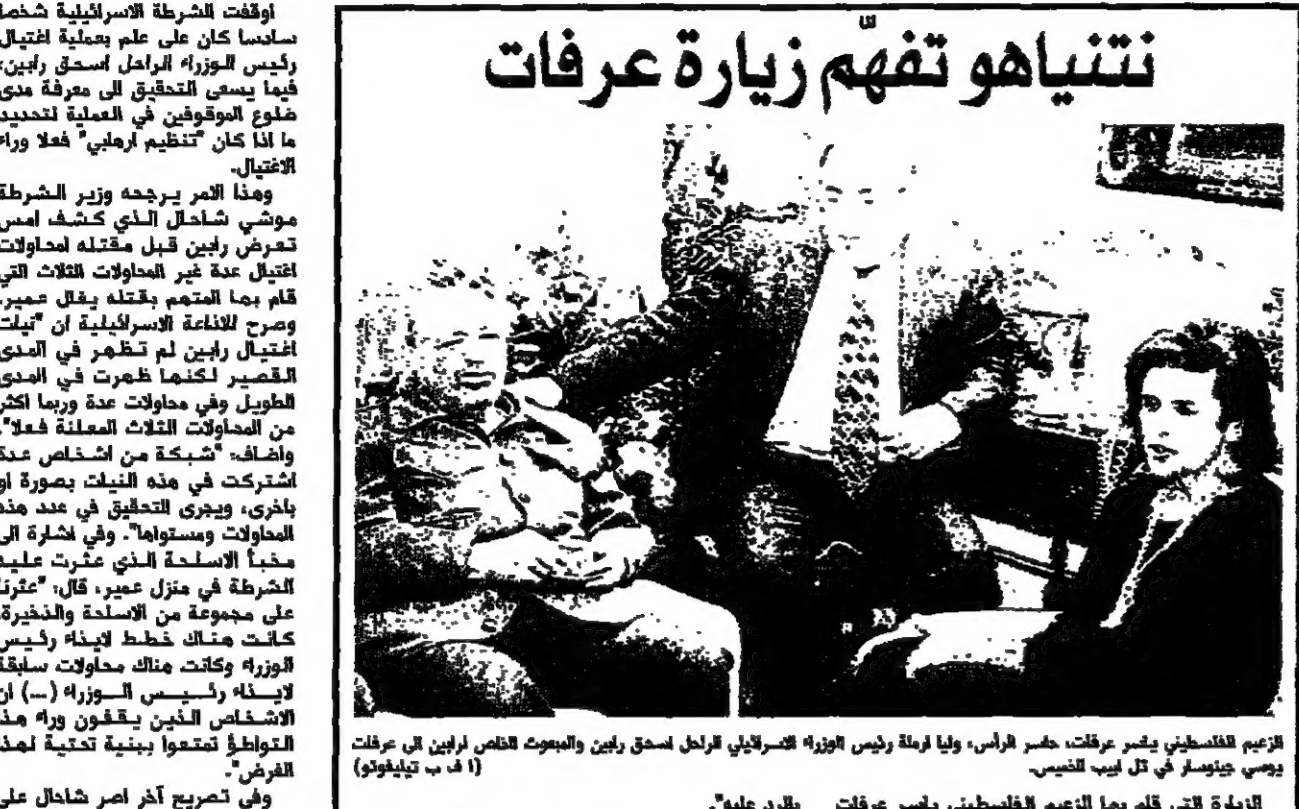 نتنياهو تفهّم زيارة عرفات
الزعيم الفلسطيني ياسر عرفات، حاسر الرأس، وليا ارملة رئيس الوزراء الاسرائيلي الراحل اسحق رابين والمبعوث الخاص لرابين الى عرفات
يوسي جينوسار في تل ابيب الخميس. (ا ف ب تيليفوتو)
الزيارة التي قام بها الزعيم الفلسطيني ياسر عرفات بالرد عليه".
اوقفت الشرطة الاسرائيلية شخصا
سادسا كان على علم بعملية اغتيال
رئيس الوزراء الراحل اسحق رابين،
فيما يسعى التحقيق الى معرفة مدى
ضلوع الموقوفين في العملية لتحديد
ما اذا كان "تنظيم ارهابي" فعلا وراء
الاغتيال.
وهذا الامر يرجحه وزير الشرطة
موشي شاحال الذي كشف امس
تعرض رابين قبل مقتله لمحاولات
اغتيال عدة غير المحاولات الثلاث التي
قام بها المتهم بقتله يغال عمير.
وصرح للاذاعة الاسرائيلية ان "نيات
اغتيال رابين لم تظهر في المدى
القصير لكنها ظهرت في المدى
الطويل وفي محاولات عدة وربما اكثر
من المحاولات الثلاث المعلنة فعلا".
واضاف: "شبكة من اشخاص عدة
اشتركت في هذه النيات بصورة او
باخرى، ويجرى التحقيق في عدد هذه
المحاولات ومستواها". وفي اشارة الى
مخبأ الاسلحة الذي عثرت عليه
الشرطة في منزل عمير، قال: "عثرنا
على مجموعة من الاسلحة والذخيرة.
كانت هناك خطط لايذاء رئيس
الوزراء وكانت هناك محاولات سابقة
لايذاء رئيس الوزراء (...) ان
الاشخاص الذين يقفون وراء هذا
التواطؤ تمتعوا ببنية تحتية لهذا
الغرض".
وفي تصريح آخر اصر شاحال على